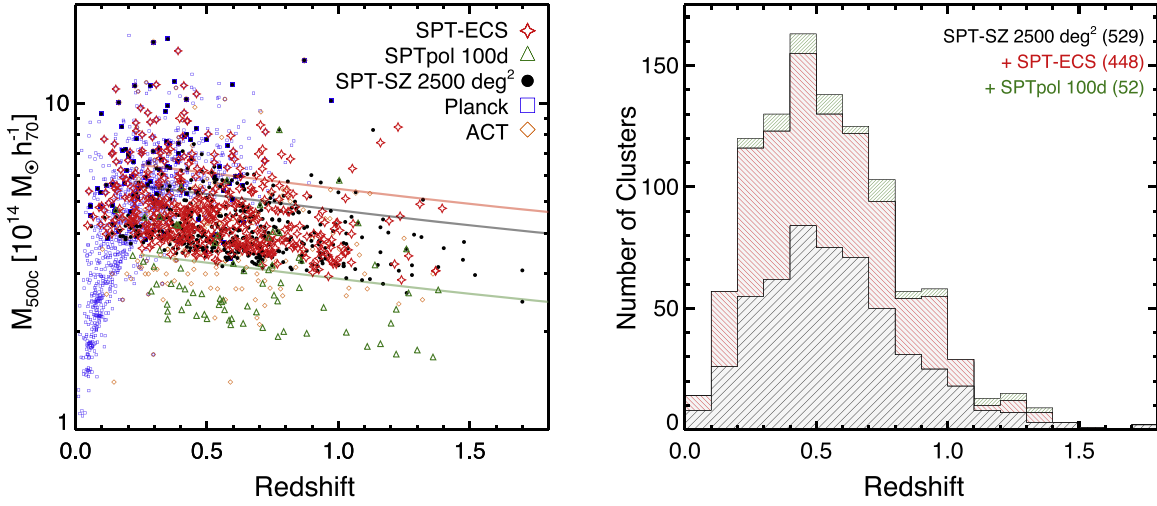 SPT-ECS
SPTpol 100d
SPT-SZ 2500 deg²
Planck
ACT
10
1
M₅₀₀c [10¹⁴ M☉ h⁻¹₇₀]
0.0 0.5 1.0 1.5
Redshift
SPT-SZ 2500 deg² (529)
+ SPT-ECS (448)
+ SPTpol 100d (52)
150
100
50
0
Number of Clusters
0.0 0.5 1.0 1.5
Redshift